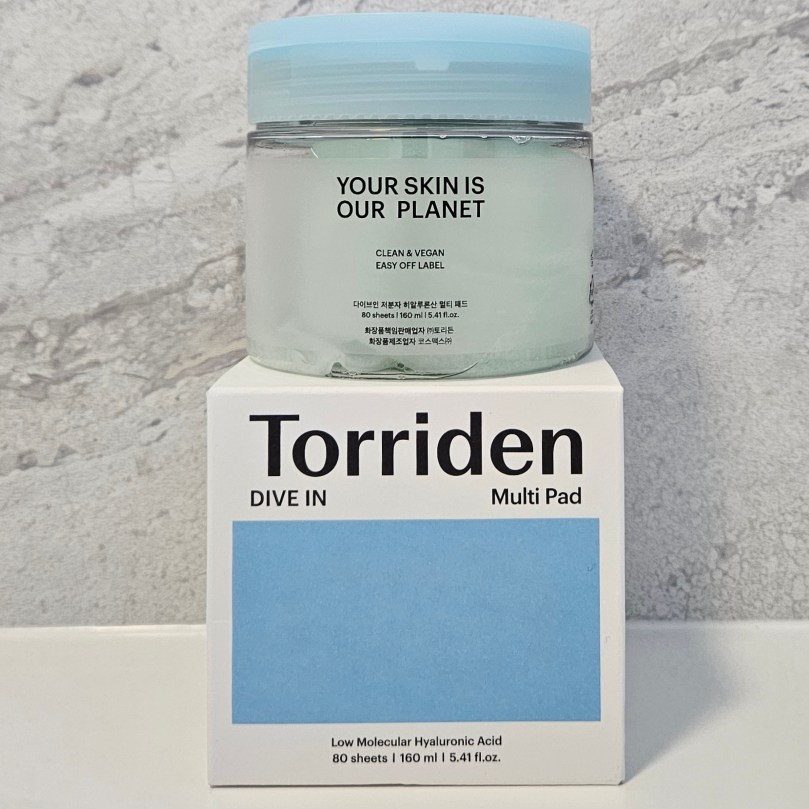 YOUR SKIN IS
OUR PLANET
CLEAN & VEGAN
EASY OFF LABEL
다이브인 저분자 히알루론산 멀티 패드
80 sheets | 160 ml | 5.41 fl.oz.
화장품책임판매업자 ㈜토리든
화장품제조업자 코스맥스㈜
Torriden
DIVE IN Multi Pad
Low Molecular Hyaluronic Acid
80 sheets | 160 ml | 5.41 fl.oz.